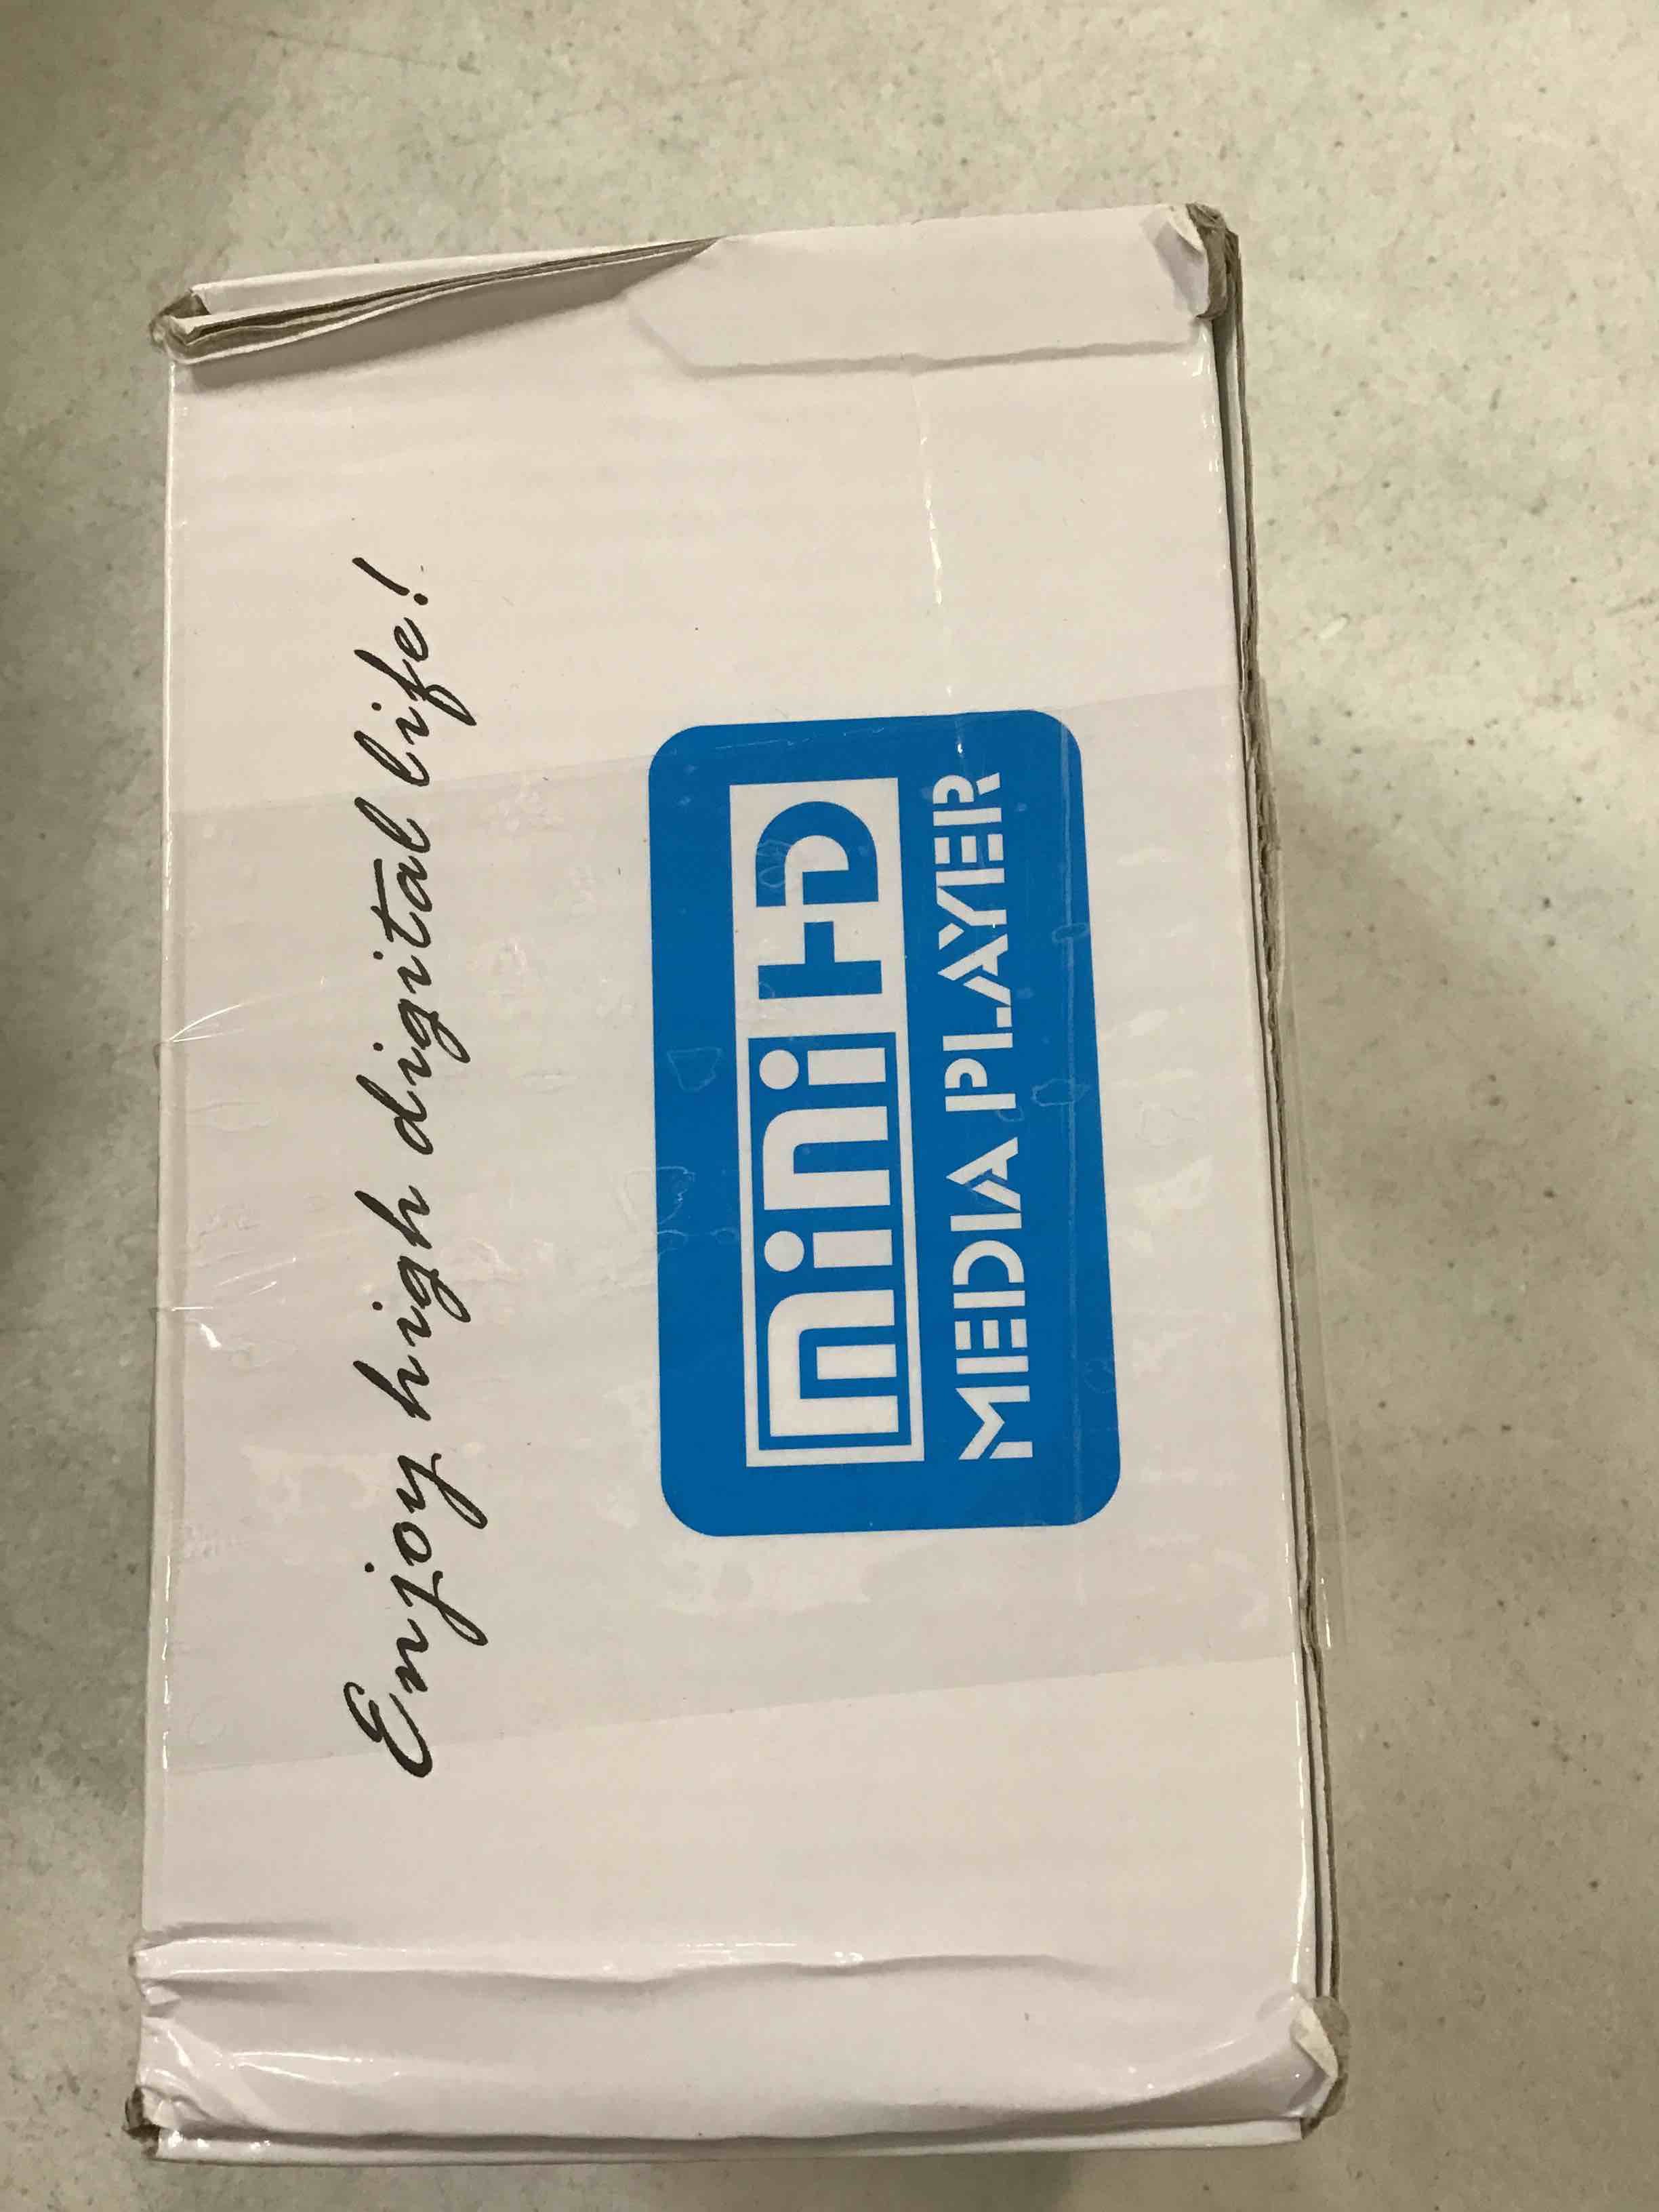 Enjoy high digital life!
mini HD
MEDIA PLAYER